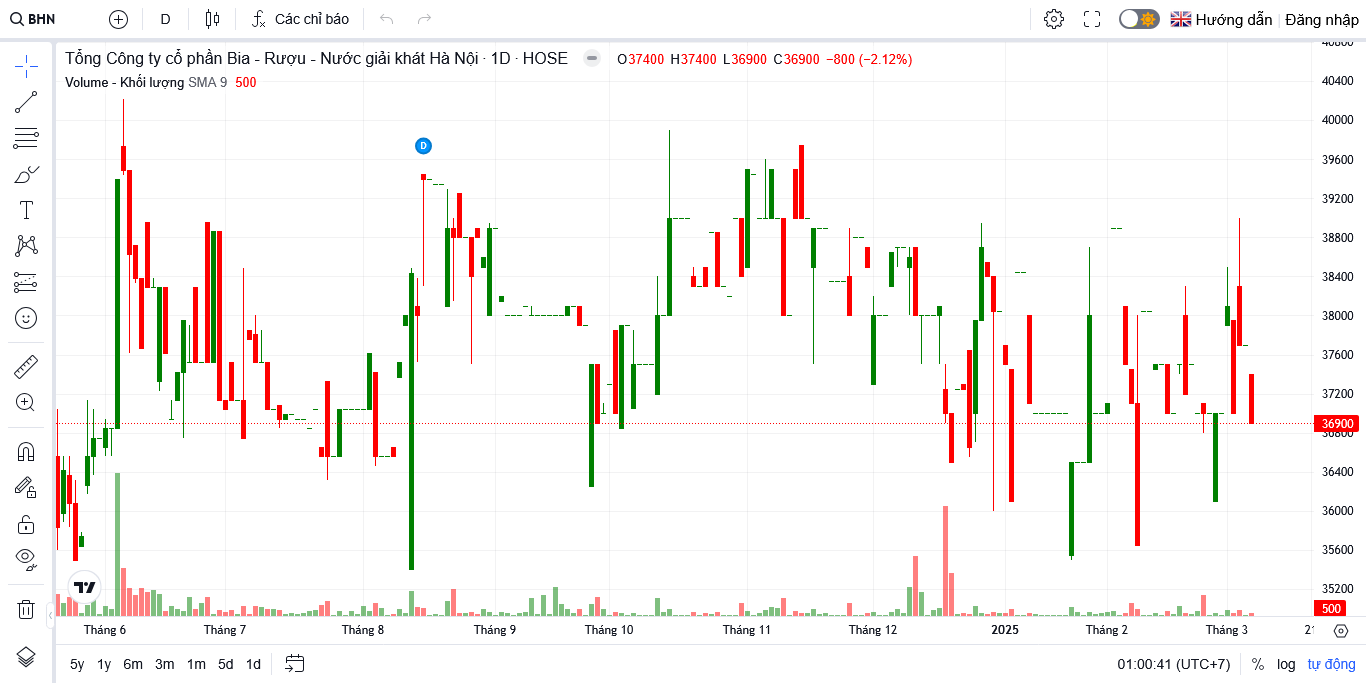 BHN D Các chỉ báo Hướng dẫn Đăng nhập
Tổng Công ty cổ phần Bia - Rượu - Nước giải khát Hà Nội · 1D · HOSE O37400 H37400 L36900 C36900 −800 (−2.12%)
Volume - Khối lượng SMA 9 500
D
40800
40400
40000
39600
39200
38800
38400
38000
37600
37200
36900
36800
36400
36000
35600
35200
500
Tháng 6 Tháng 7 Tháng 8 Tháng 9 Tháng 10 Tháng 11 Tháng 12 2025 Tháng 2 Tháng 3
5y 1y 6m 3m 1m 5d 1d 01:00:41 (UTC+7) % log tự động